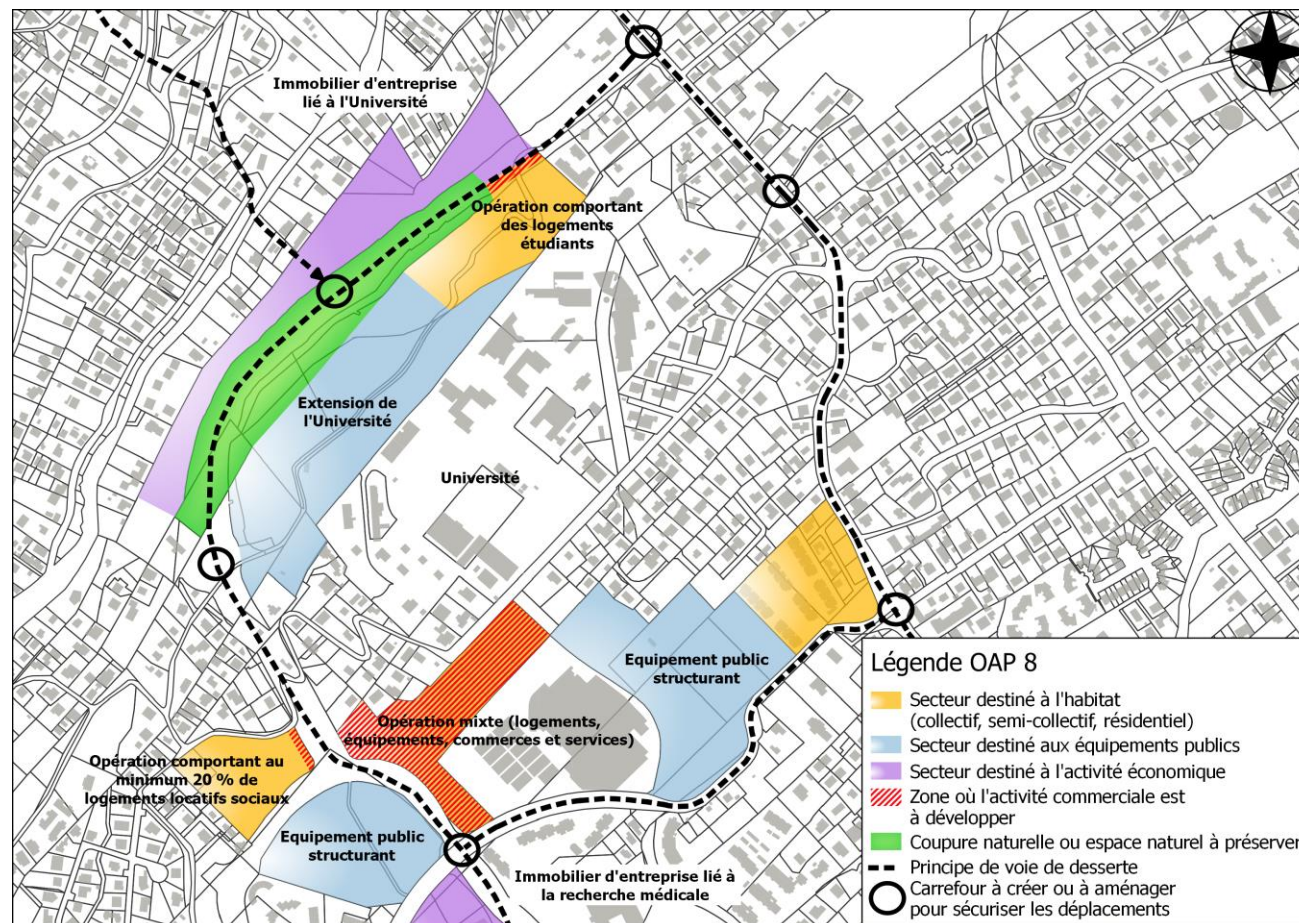 Immobilier d'entreprise
lié à l'Université
Opération comportant
des logements
étudiants
Extension de
l'Université
Université
Equipement public
structurant
Opération mixte (logements,
équipements, commerces et services)
Opération comportant au
minimum 20 % de
logements locatifs sociaux
Equipement public
structurant
Immobilier d'entreprise lié à
la recherche médicale
Légende OAP 8
Secteur destiné à l'habitat
(collectif, semi-collectif, résidentiel)
Secteur destiné aux équipements publics
Secteur destiné à l'activité économique
Zone où l'activité commerciale est
à développer
Coupure naturelle ou espace naturel à préserver
Principe de voie de desserte
Carrefour à créer ou à aménager
pour sécuriser les déplacements